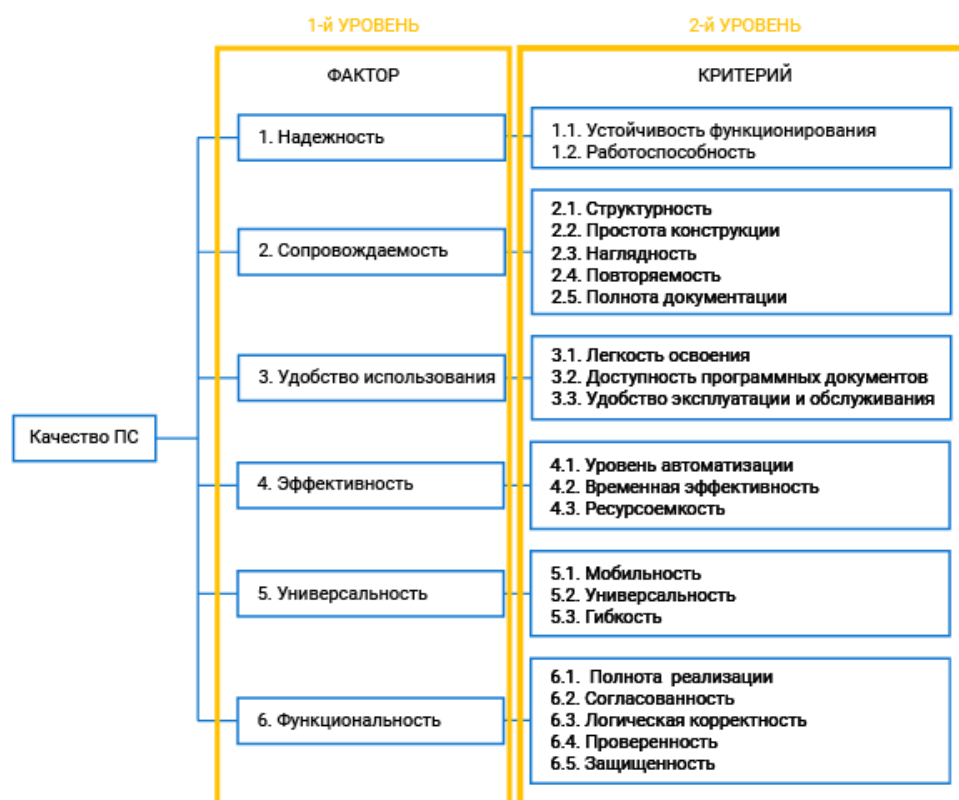 1-й УРОВЕНЬ
2-й УРОВЕНЬ
ФАКТОР
КРИТЕРИЙ
Качество ПС
1. Надежность
1.1. Устойчивость функционирования
1.2. Работоспособность
2. Сопровождаемость
2.1. Структурность
2.2. Простота конструкции
2.3. Наглядность
2.4. Повторяемость
2.5. Полнота документации
3. Удобство использования
3.1. Легкость освоения
3.2. Доступность программных документов
3.3. Удобство эксплуатации и обслуживания
4. Эффективность
4.1. Уровень автоматизации
4.2. Временная эффективность
4.3. Ресурсоемкость
5. Универсальность
5.1. Мобильность
5.2. Универсальность
5.3. Гибкость
6. Функциональность
6.1. Полнота реализации
6.2. Согласованность
6.3. Логическая корректность
6.4. Проверенность
6.5. Защищенность